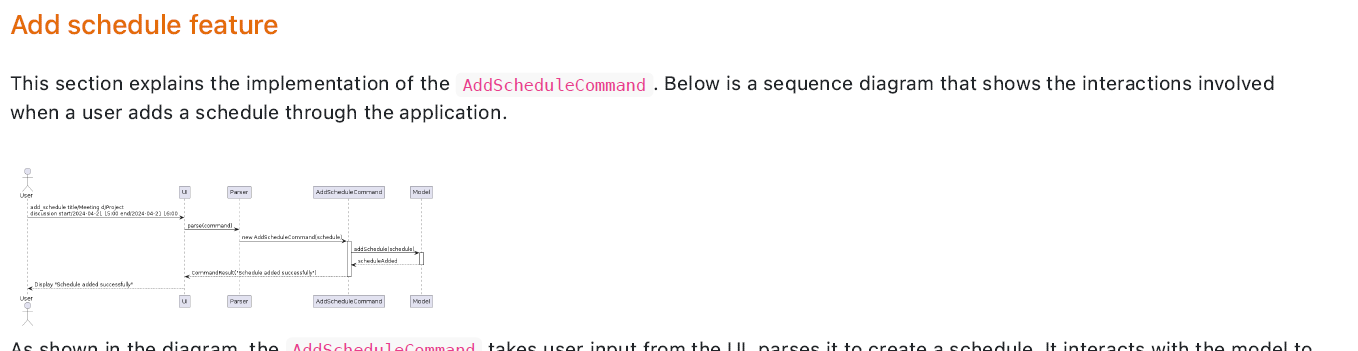 Add schedule feature
This section explains the implementation of the AddScheduleCommand . Below is a sequence diagram that shows the interactions involved
when a user adds a schedule through the application.
User
UI
Parser
AddScheduleCommand
Model
add_schedule title/Meeting d/Project
discussion start/2024-04-21 15:00 end/2024-04-21 16:00
parse(command)
new AddScheduleCommand(schedule)
addSchedule(schedule)
scheduleAdded
CommandResult("Schedule added successfully")
Display "Schedule added successfully"
User
UI
Parser
AddScheduleCommand
Model
As shown in the diagram, the AddScheduleCommand takes user input from the UI, parses it to create a schedule. It interacts with the model to